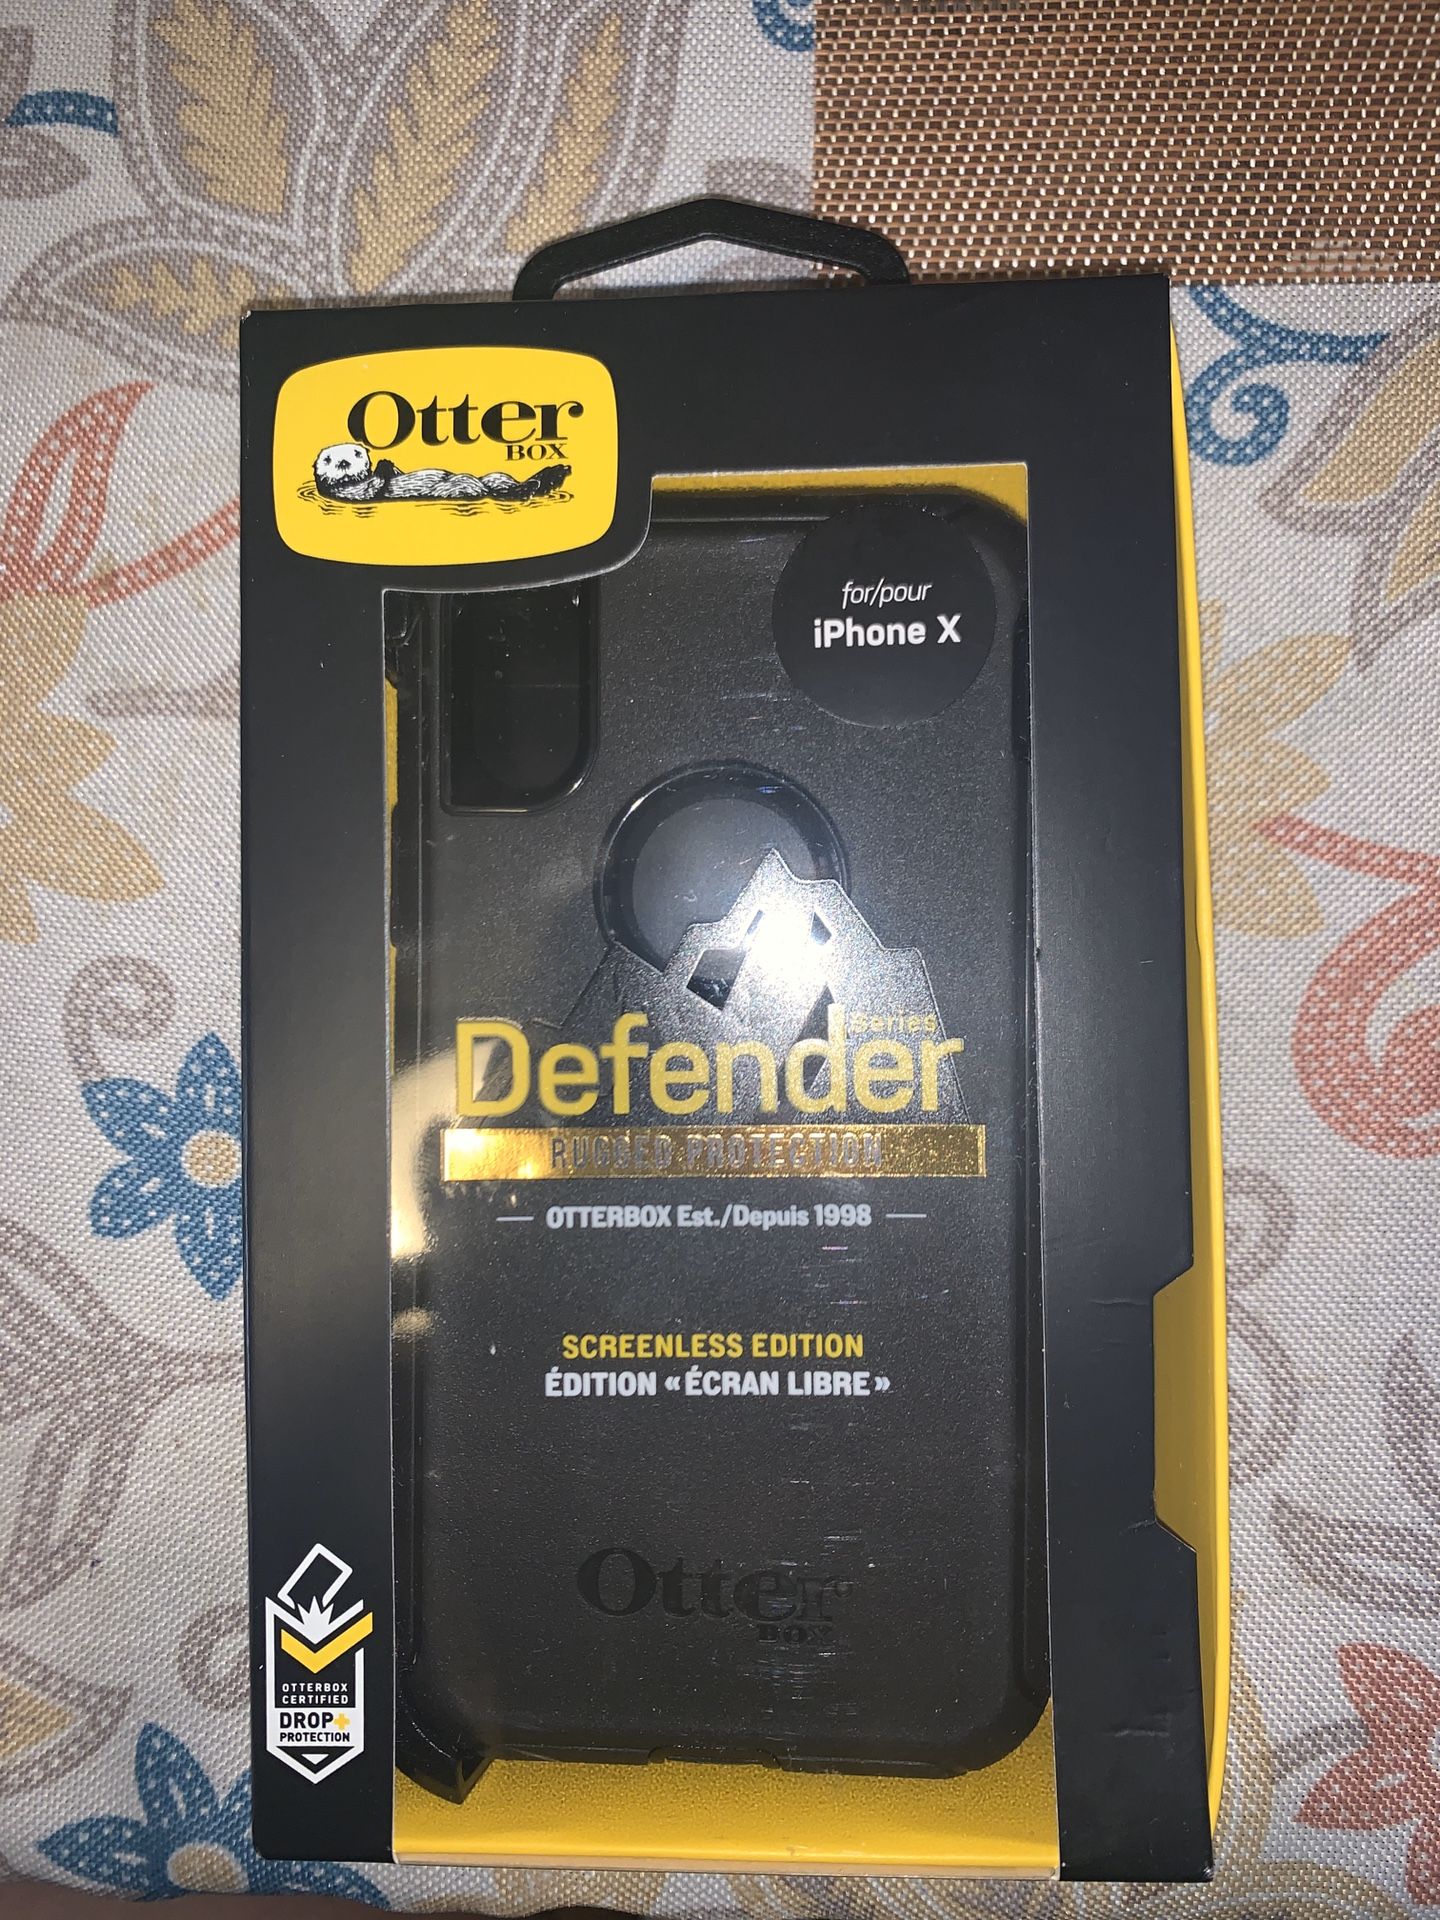 Otter
BOX
for/pour
iPhone X
Defender Series
RUGGED PROTECTION
OTTERBOX Est./Depuis 1998
SCREENLESS EDITION
ÉDITION «ÉCRAN LIBRE»
Otter
BOX
OTTERBOX
CERTIFIED
DROP+
PROTECTION